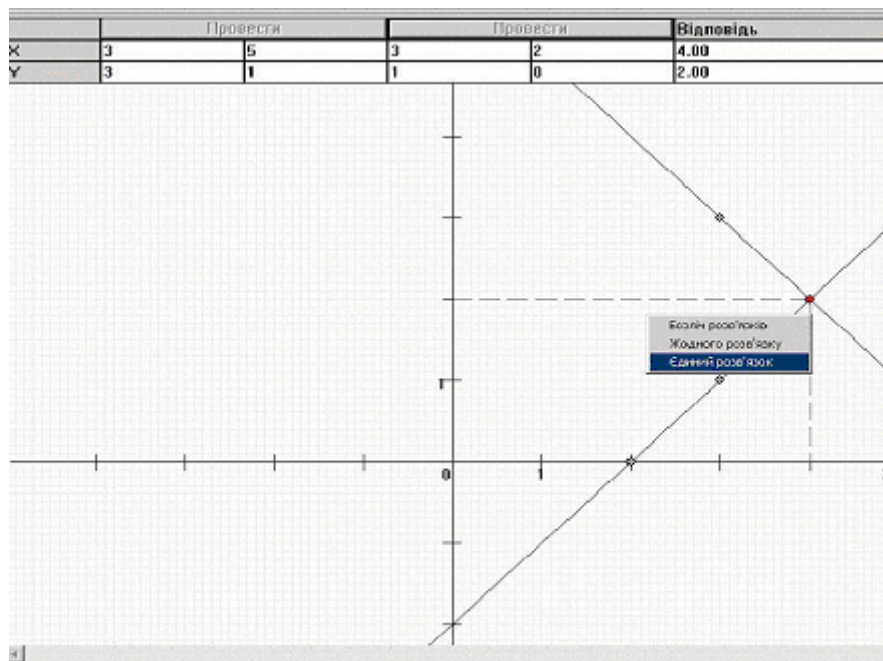 Провести Провести Відповідь
X 3 5 3 2 4.00
Y 3 1 1 0 2.00
Безліч розв'язків
Жодного розв'язку
Єдиний розв'язок
1
0 1